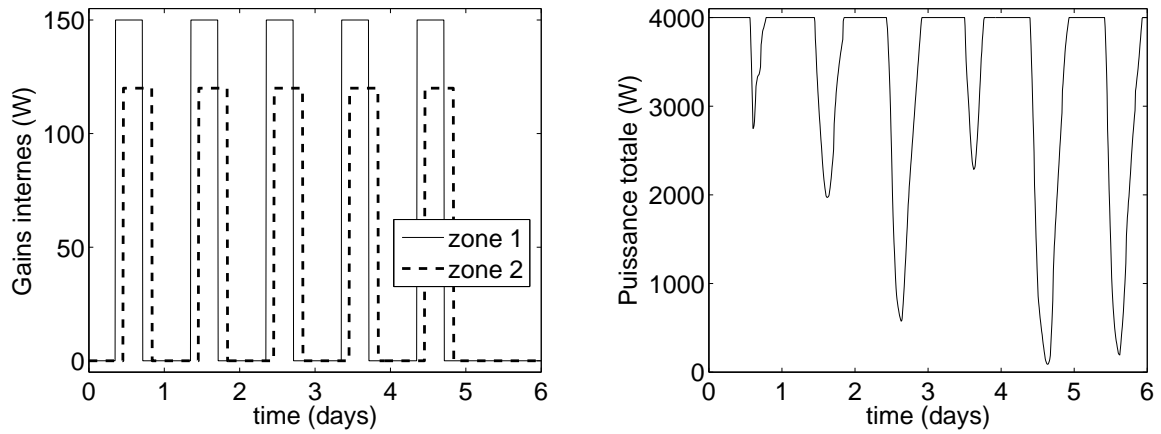 Gains internes (W)
150
100
50
0
0 1 2 3 4 5 6
time (days)
zone 1
zone 2
Puissance totale (W)
4000
3000
2000
1000
0
0 1 2 3 4 5 6
time (days)